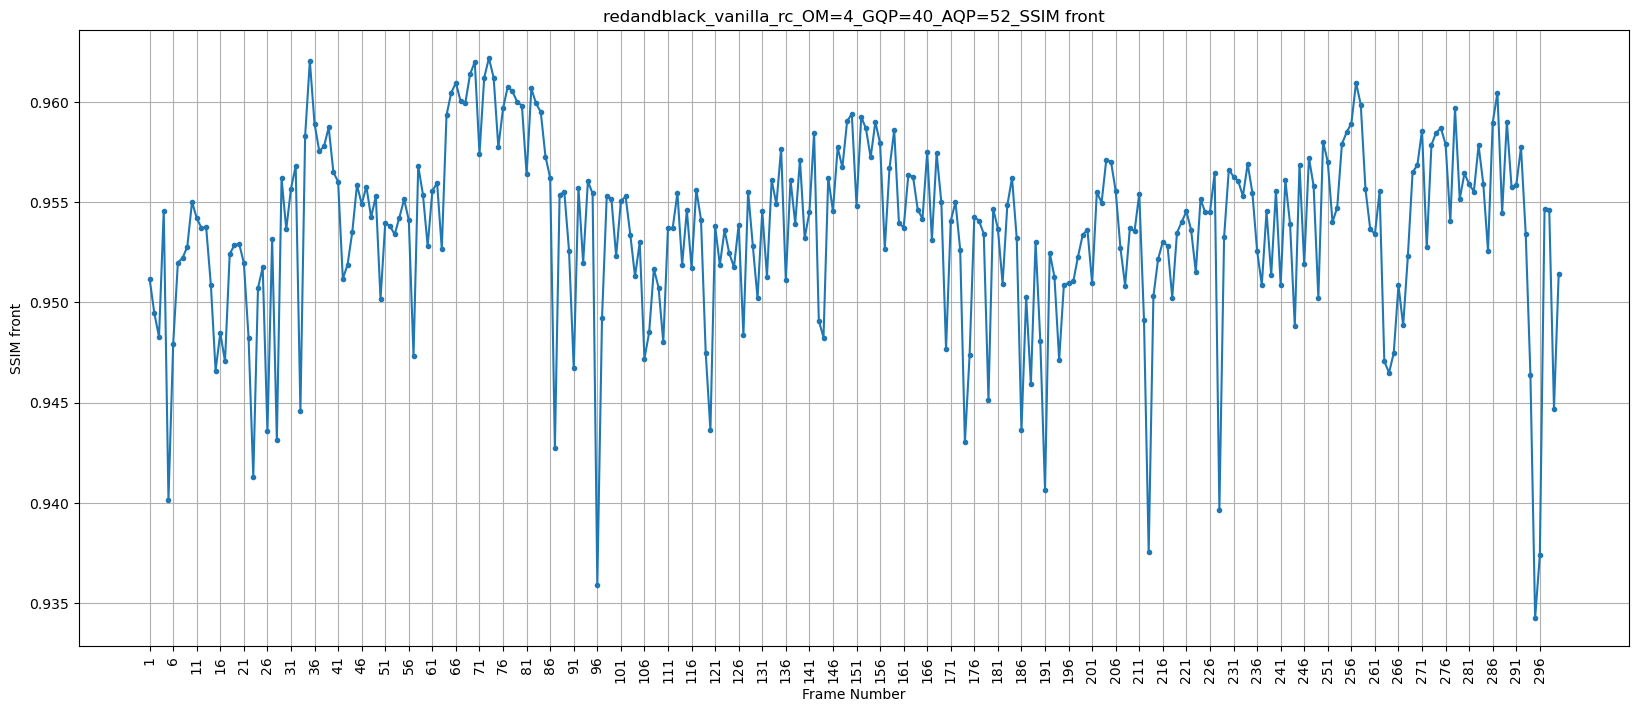 redandblack_vanilla_rc_OM=4_GQP=40_AQP=52_SSIM front
SSIM front
0.960
0.955
0.950
0.945
0.940
0.935
1 6 11 16 21 26 31 36 41 46 51 56 61 66 71 76 81 86 91 96 101 106 111 116 121 126 131 136 141 146 151 156 161 166 171 176 181 186 191 196 201 206 211 216 221 226 231 236 241 246 251 256 261 266 271 276 281 286 291 296
Frame Number